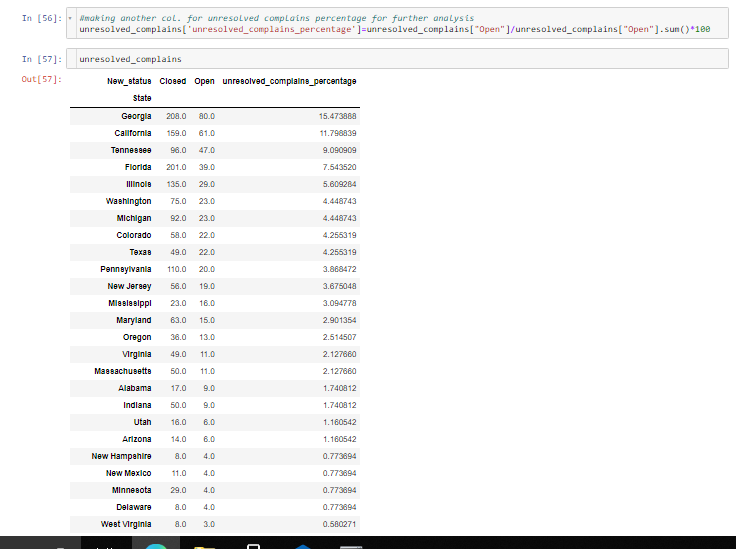 In [56]: #making another col. for unresolved complains percentage for further analysis
unresolved_complains['unresolved_complains_percentage']=unresolved_complains["Open"]/unresolved_complains["Open"].sum()*100
In [57]: unresolved_complains
Out[57]:
New_status Closed Open unresolved_complains_percentage
State
Georgia 208.0 80.0 15.473888
California 159.0 61.0 11.798839
Tennessee 96.0 47.0 9.090909
Florida 201.0 39.0 7.543520
Illinois 135.0 29.0 5.609284
Washington 75.0 23.0 4.448743
Michigan 92.0 23.0 4.448743
Colorado 58.0 22.0 4.255319
Texas 49.0 22.0 4.255319
Pennsylvania 110.0 20.0 3.868472
New Jersey 56.0 19.0 3.675048
Mississippi 23.0 16.0 3.094778
Maryland 63.0 15.0 2.901354
Oregon 36.0 13.0 2.514507
Virginia 49.0 11.0 2.127660
Massachusetts 50.0 11.0 2.127660
Alabama 17.0 9.0 1.740812
Indiana 50.0 9.0 1.740812
Utah 16.0 6.0 1.160542
Arizona 14.0 6.0 1.160542
New Hampshire 8.0 4.0 0.773694
New Mexico 11.0 4.0 0.773694
Minnesota 29.0 4.0 0.773694
Delaware 8.0 4.0 0.773694
West Virginia 8.0 3.0 0.580271